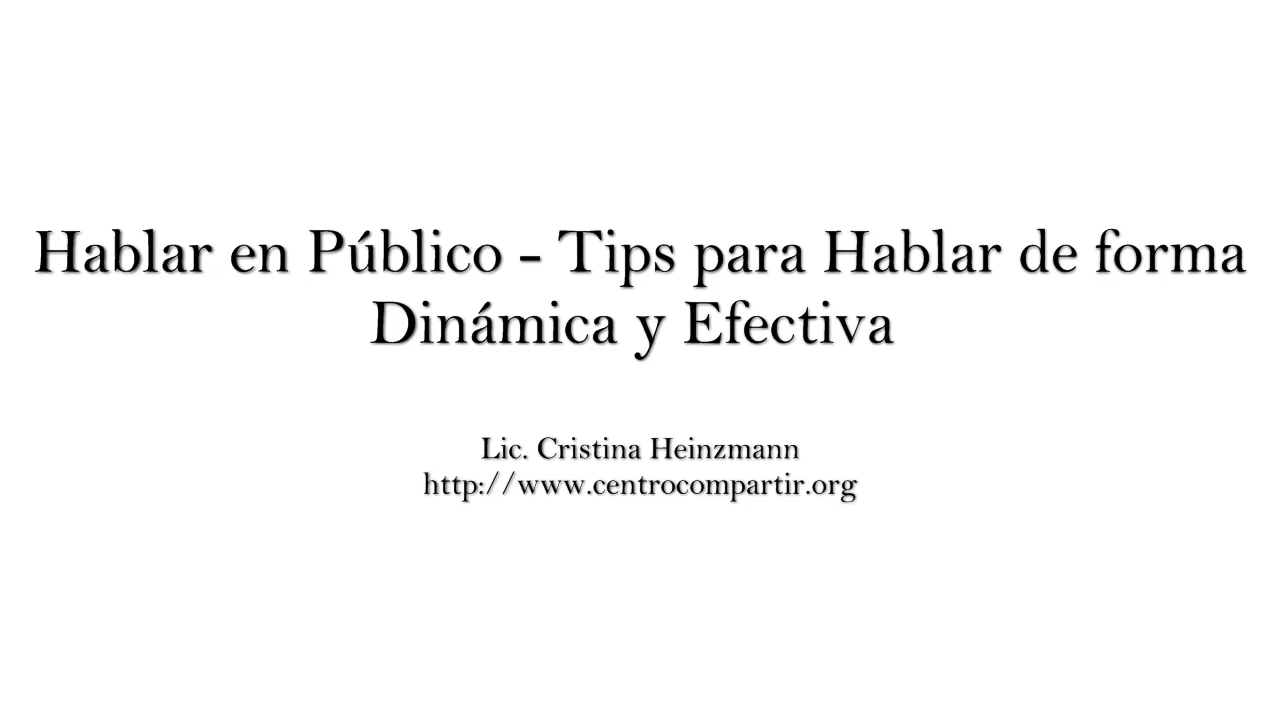 Hablar en Público - Tips para Hablar de forma
Dinámica y Efectiva
Lic. Cristina Heinzmann
http://www.centrocompartir.org